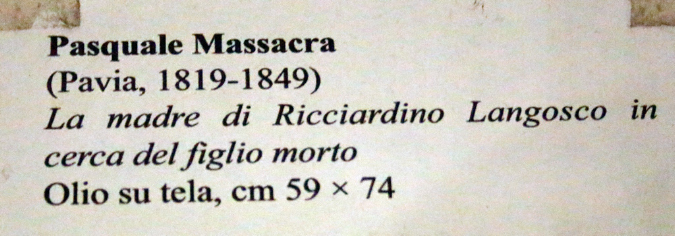 Pasquale Massacra
(Pavia, 1819-1849)
La madre di Ricciardino Langosco in
cerca del figlio morto
Olio su tela, cm 59 × 74